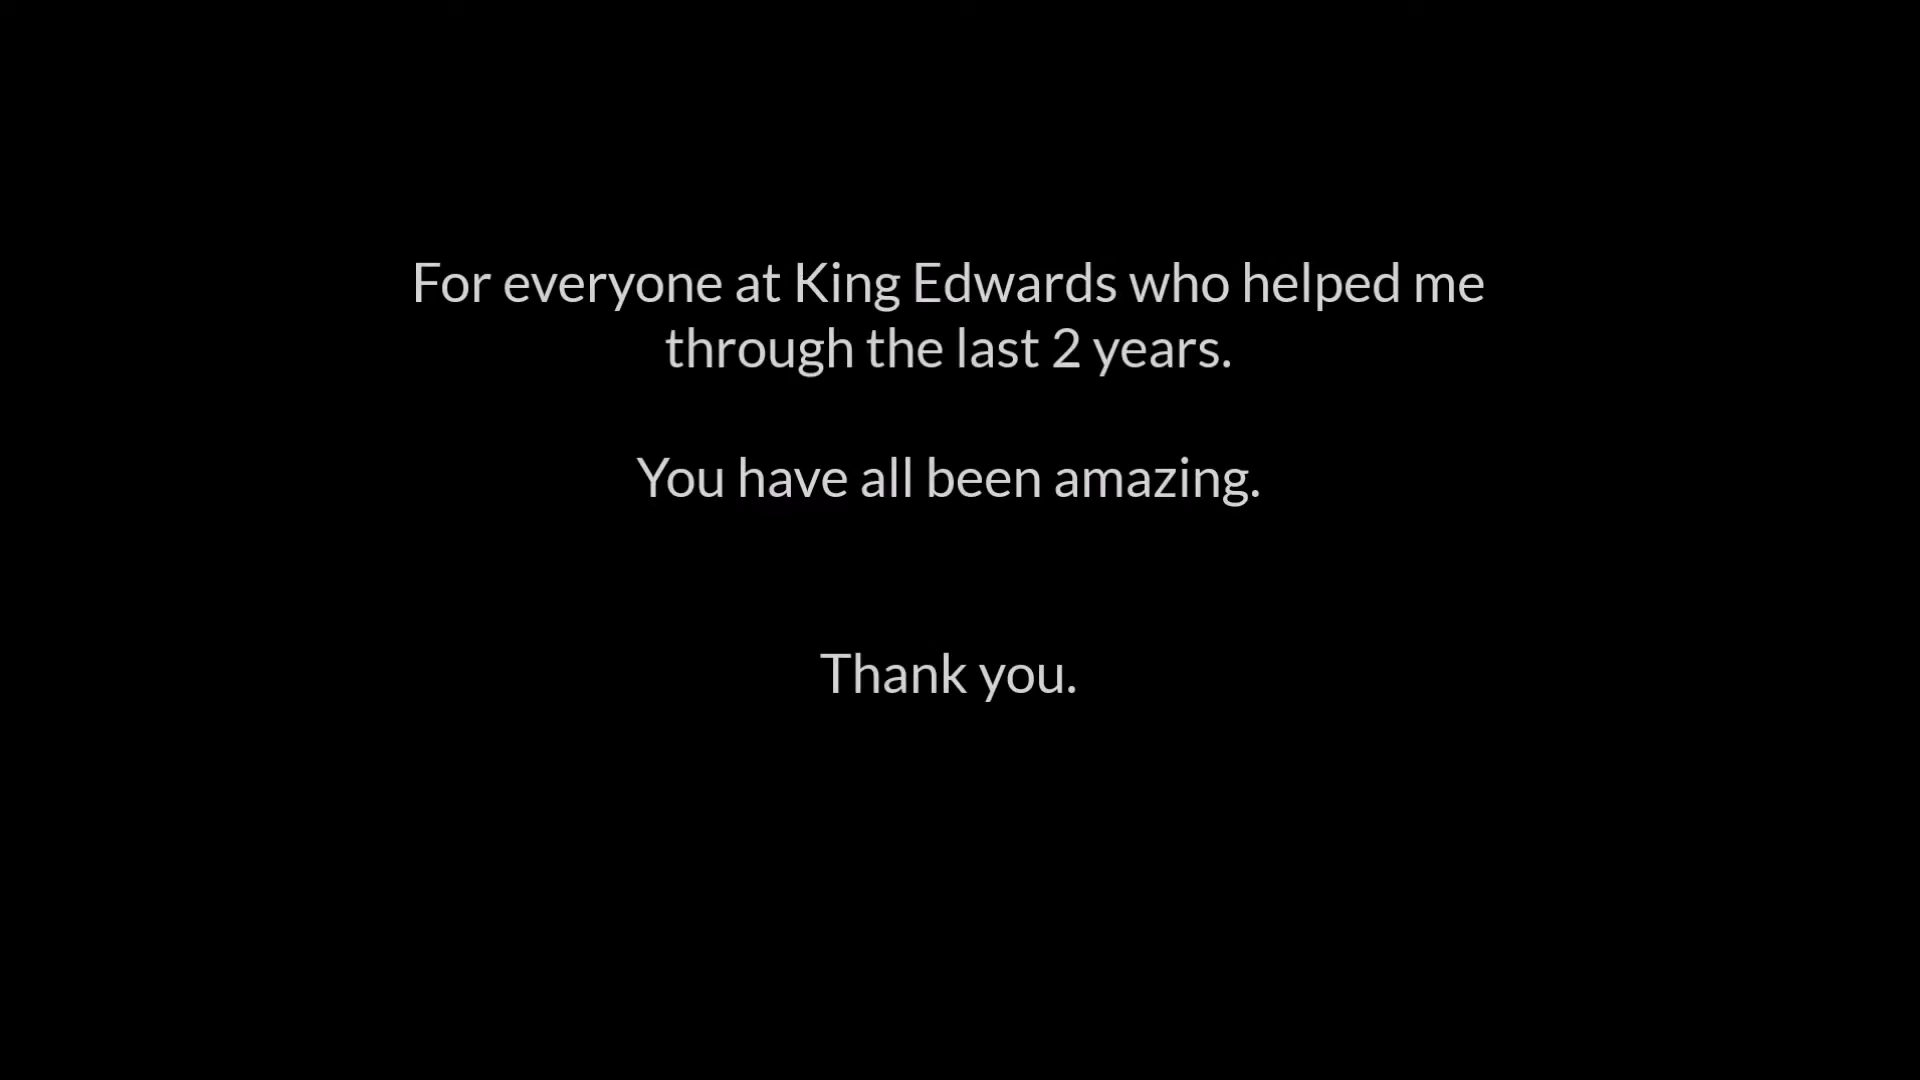 For everyone at King Edwards who helped me
through the last 2 years.
You have all been amazing.
Thank you.